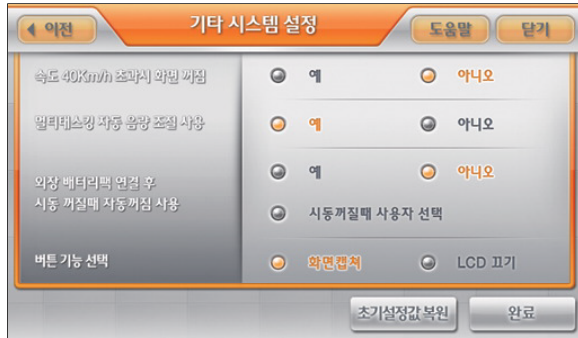 이전
기타 시스템 설정
도움말
닫기
속도 40Km/h 초과시 화면 꺼짐
예
아니오
멀티태스킹 자동 음량 조절 사용
예
아니오
외장 배터리팩 연결 후
시동 꺼질때 자동꺼짐 사용
예
아니오
시동꺼질때 사용자 선택
버튼 기능 선택
화면캡쳐
LCD 끄기
초기설정값 복원
완료